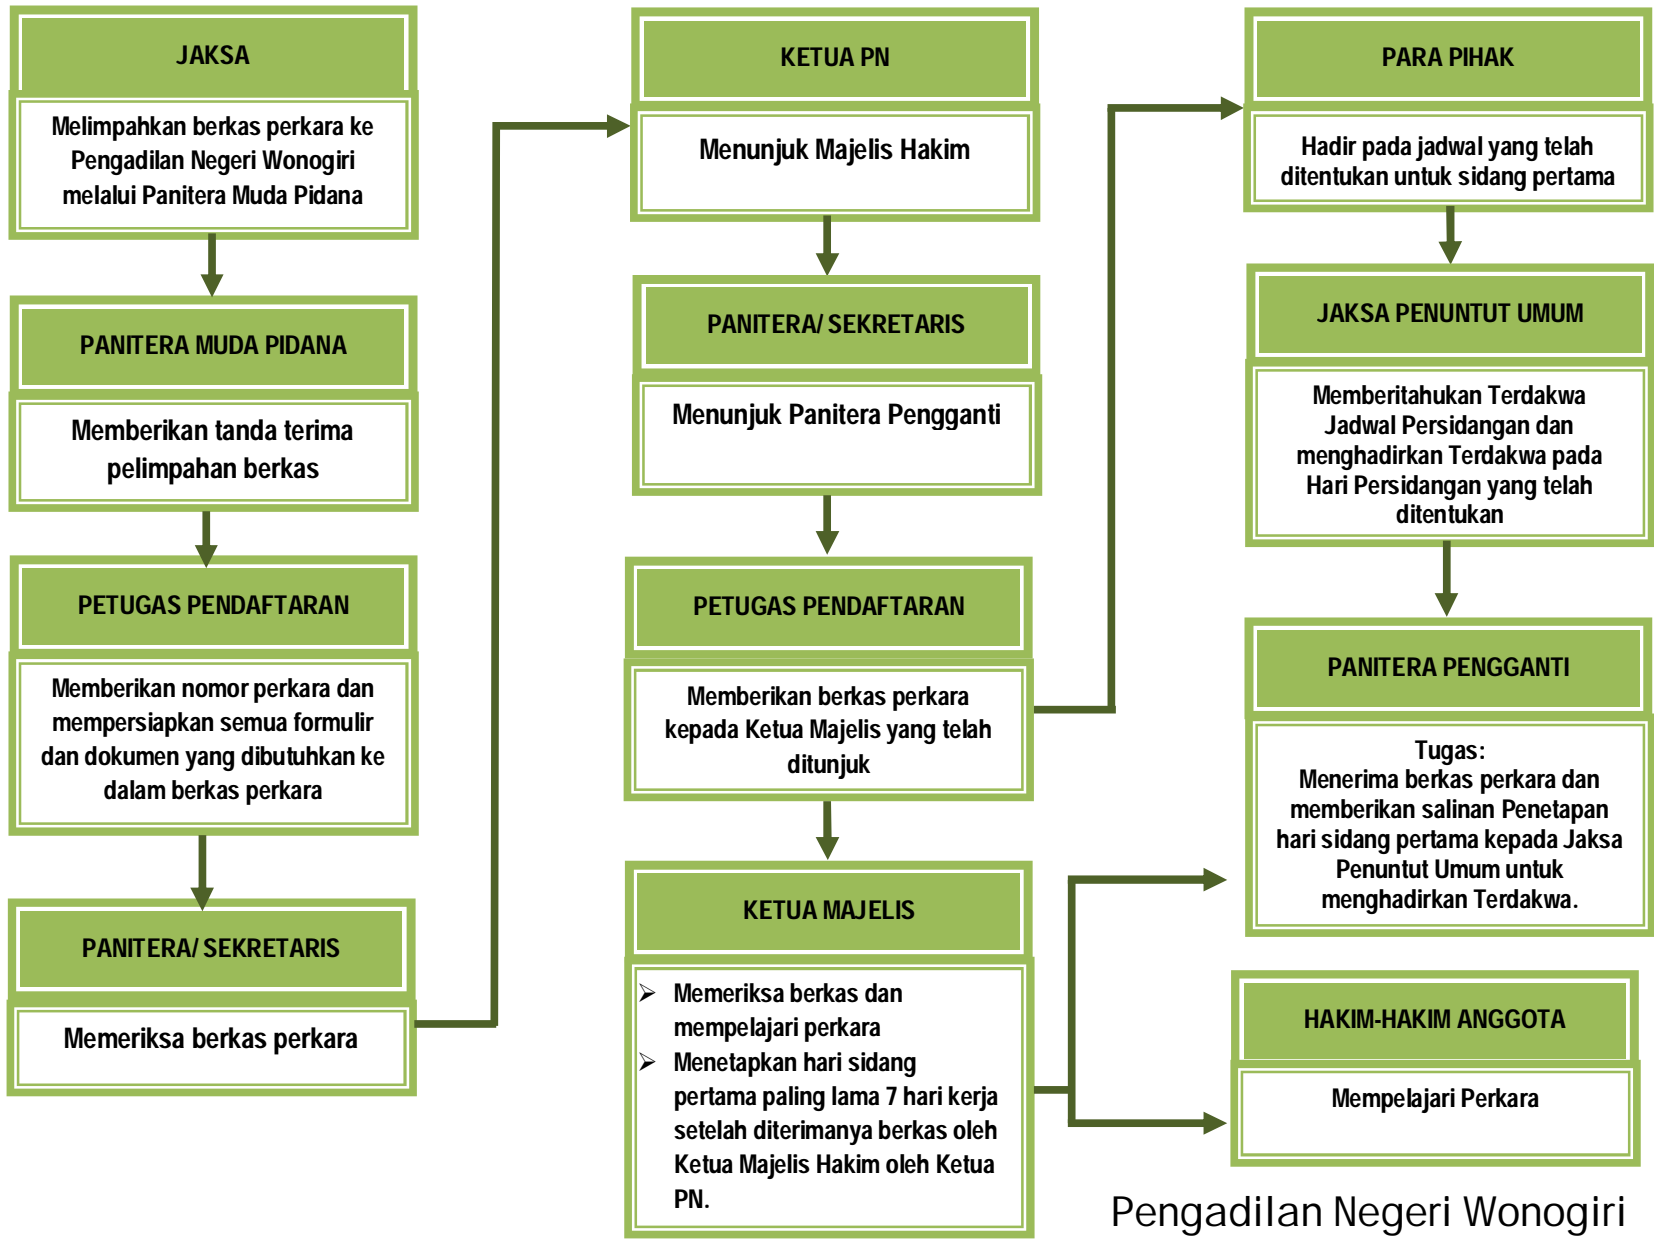 JAKSA
Melimpahkan berkas perkara ke
Pengadilan Negeri Wonogiri
melalui Panitera Muda Pidana
PANITERA MUDA PIDANA
Memberikan tanda terima
pelimpahan berkas
PETUGAS PENDAFTARAN
Memberikan nomor perkara dan
mempersiapkan semua formulir
dan dokumen yang dibutuhkan ke
dalam berkas perkara
PANITERA/ SEKRETARIS
Memeriksa berkas perkara
KETUA PN
Menunjuk Majelis Hakim
PANITERA/ SEKRETARIS
Menunjuk Panitera Pengganti
PETUGAS PENDAFTARAN
Memberikan berkas perkara
kepada Ketua Majelis yang telah
ditunjuk
KETUA MAJELIS
➢ Memeriksa berkas dan
mempelajari perkara
➢ Menetapkan hari sidang
pertama paling lama 7 hari kerja
setelah diterimanya berkas oleh
Ketua Majelis Hakim oleh Ketua
PN.
PARA PIHAK
Hadir pada jadwal yang telah
ditentukan untuk sidang pertama
JAKSA PENUNTUT UMUM
Memberitahukan Terdakwa
Jadwal Persidangan dan
menghadirkan Terdakwa pada
Hari Persidangan yang telah
ditentukan
PANITERA PENGGANTI
Tugas:
Menerima berkas perkara dan
memberikan salinan Penetapan
hari sidang pertama kepada Jaksa
Penuntut Umum untuk
menghadirkan Terdakwa.
HAKIM-HAKIM ANGGOTA
Mempelajari Perkara
Pengadilan Negeri Wonogiri